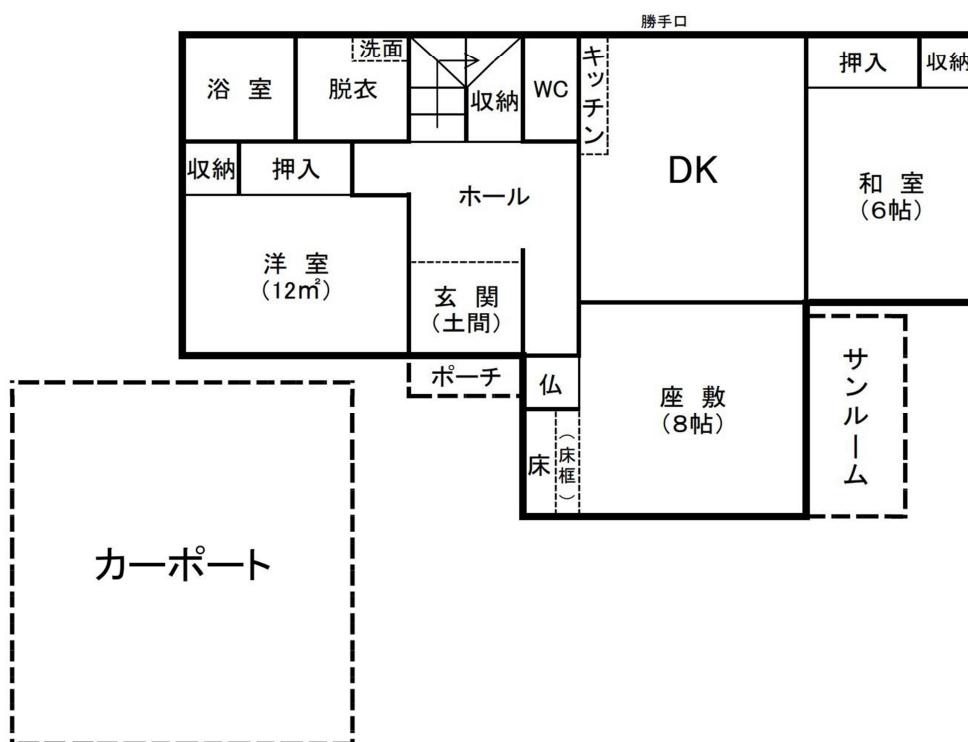 勝手口
洗面
キッチン
浴 室
脱衣
収納
WC
押入
収納
収納
押入
ホール
DK
和 室
(6帖)
洋 室
(12㎡)
玄 関
(土間)
ポーチ
仏
座 敷
(8帖)
サンルーム
床
(床框)
カーポート